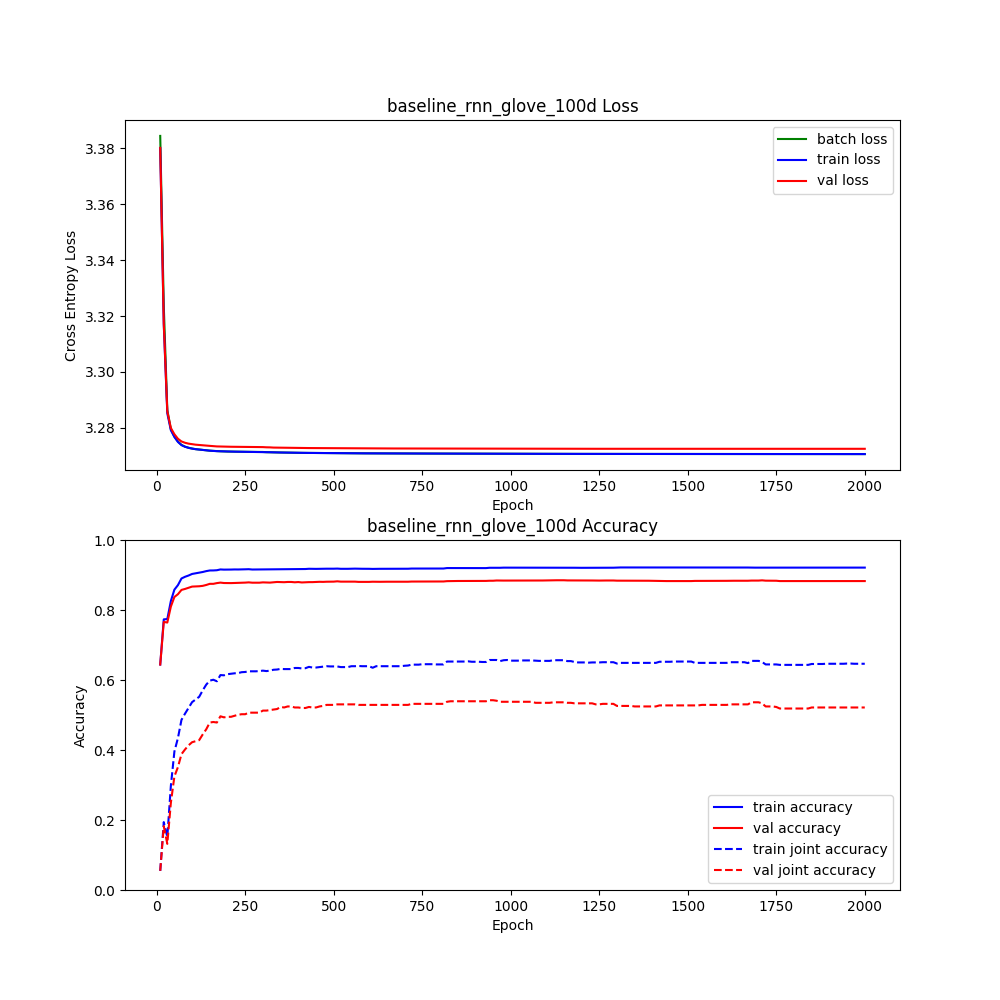 baseline_rnn_glove_100d Loss
batch loss
train loss
val loss
Cross Entropy Loss
3.38
3.36
3.34
3.32
3.30
3.28
0 250 500 750 1000 1250 1500 1750 2000
Epoch
baseline_rnn_glove_100d Accuracy
Accuracy
1.0
0.8
0.6
0.4
0.2
0.0
train accuracy
val accuracy
train joint accuracy
val joint accuracy
0 250 500 750 1000 1250 1500 1750 2000
Epoch